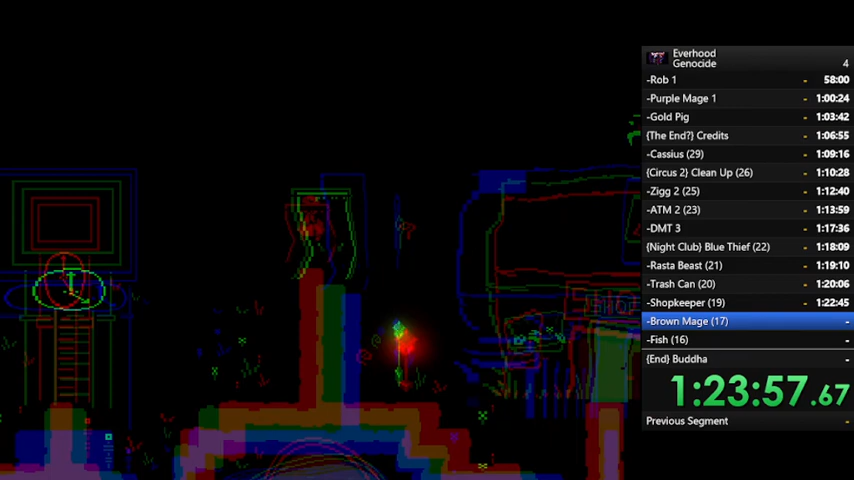 Everhood
Genocide 4
-Rob 1 - 58:00
-Purple Mage 1 - 1:00:24
-Gold Pig - 1:03:42
{The End?} Credits - 1:06:55
-Cassius (29) - 1:09:16
{Circus 2} Clean Up (26) - 1:10:28
-Zigg 2 (25) - 1:12:40
-ATM 2 (23) - 1:13:59
-DMT 3 - 1:17:36
{Night Club} Blue Thief (22) - 1:18:09
-Rasta Beast (21) - 1:19:10
-Trash Can (20) - 1:20:06
-Shopkeeper (19) - 1:22:45
-Brown Mage (17) -
-Fish (16) -
{End} Buddha -
SHOP
1:23:57.67
Previous Segment -